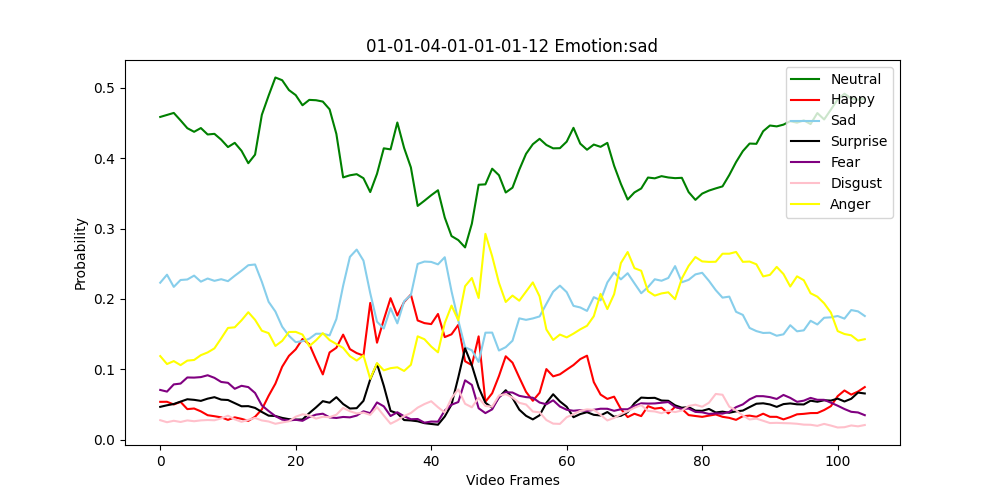 01-01-04-01-01-01-12 Emotion:sad
Neutral
Happy
Sad
Surprise
Fear
Disgust
Anger
Probability
0.5
0.4
0.3
0.2
0.1
0.0
0 20 40 60 80 100
Video Frames